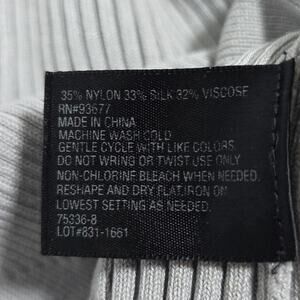 35% NYLON 33% SILK 32% VISCOSE
RN#93677
MADE IN CHINA
MACHINE WASH COLD
GENTLE CYCLE WITH LIKE COLORS
DO NOT WRING OR TWIST USE ONLY
NON-CHLORINE BLEACH WHEN NEEDED.
RESHAPE AND DRY FLAT.IRON ON
LOWEST SETTING AS NEEDED.
75336-8
LOT#831-1661